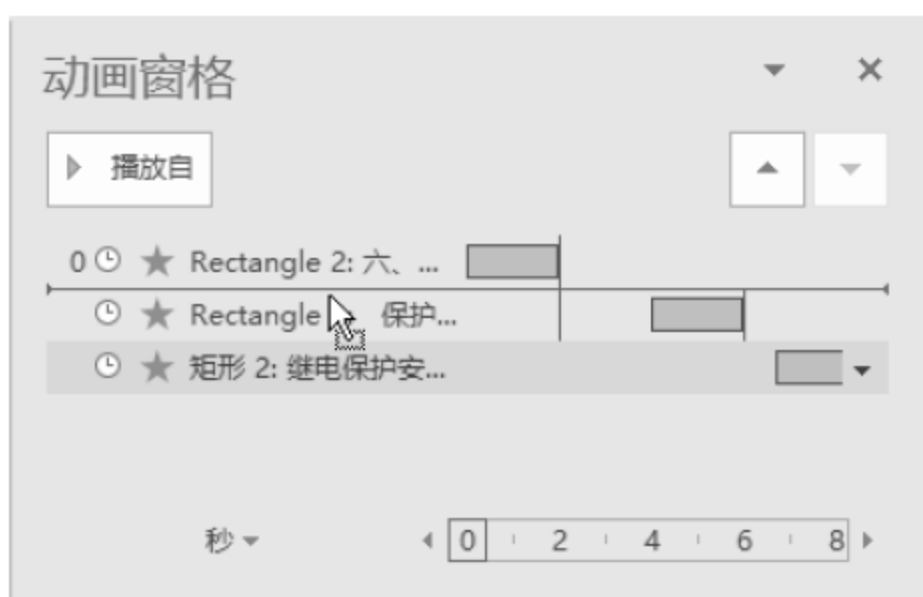 动画窗格
播放自
0 Rectangle 2: 六、 ...
Rectangle 保护...
矩形 2: 继电保护安...
秒 0 2 4 6 8